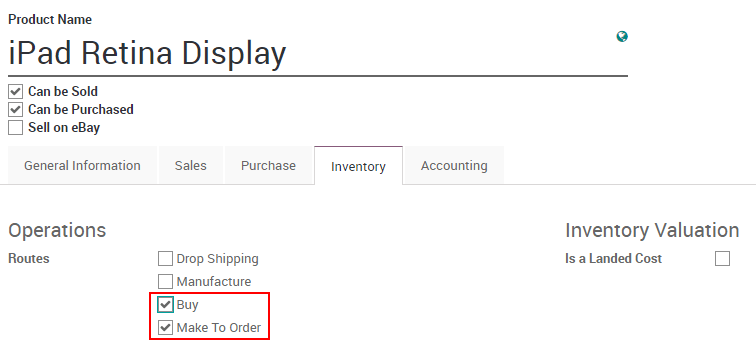 Product Name
iPad Retina Display
Can be Sold
Can be Purchased
Sell on eBay
General Information Sales Purchase Inventory Accounting
Operations Inventory Valuation
Routes Drop Shipping Is a Landed Cost
Manufacture
Buy
Make To Order